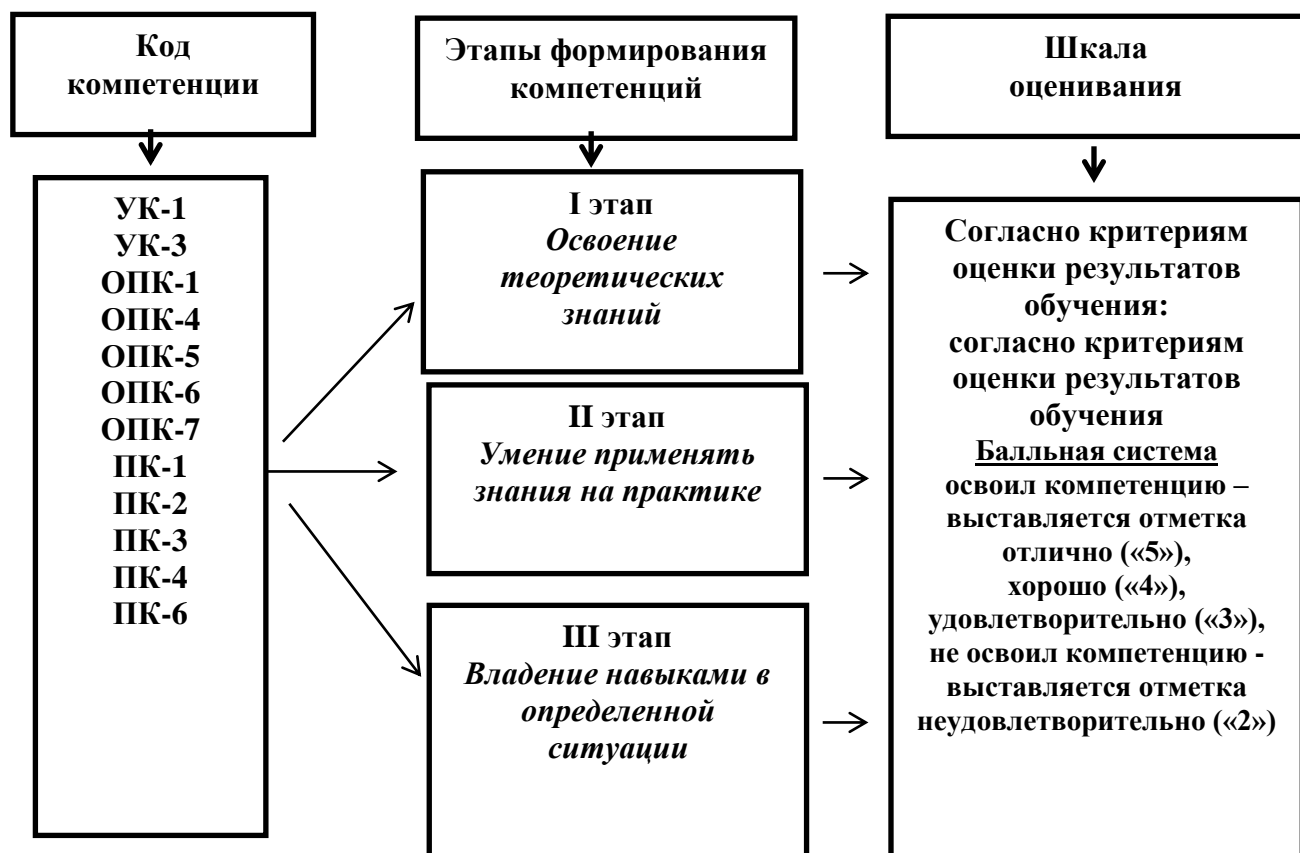 Код
компетенции
Этапы формирования
компетенций
Шкала
оценивания
УК-1
УК-3
ОПК-1
ОПК-4
ОПК-5
ОПК-6
ОПК-7
ПК-1
ПК-2
ПК-3
ПК-4
ПК-6
I этап
Освоение
теоретических
знаний
II этап
Умение применять
знания на практике
III этап
Владение навыками в
определенной
ситуации
Согласно критериям
оценки результатов
обучения:
согласно критериям
оценки результатов
обучения
Балльная система
освоил компетенцию –
выставляется отметка
отлично («5»),
хорошо («4»),
удовлетворительно («3»),
не освоил компетенцию -
выставляется отметка
неудовлетворительно («2»)